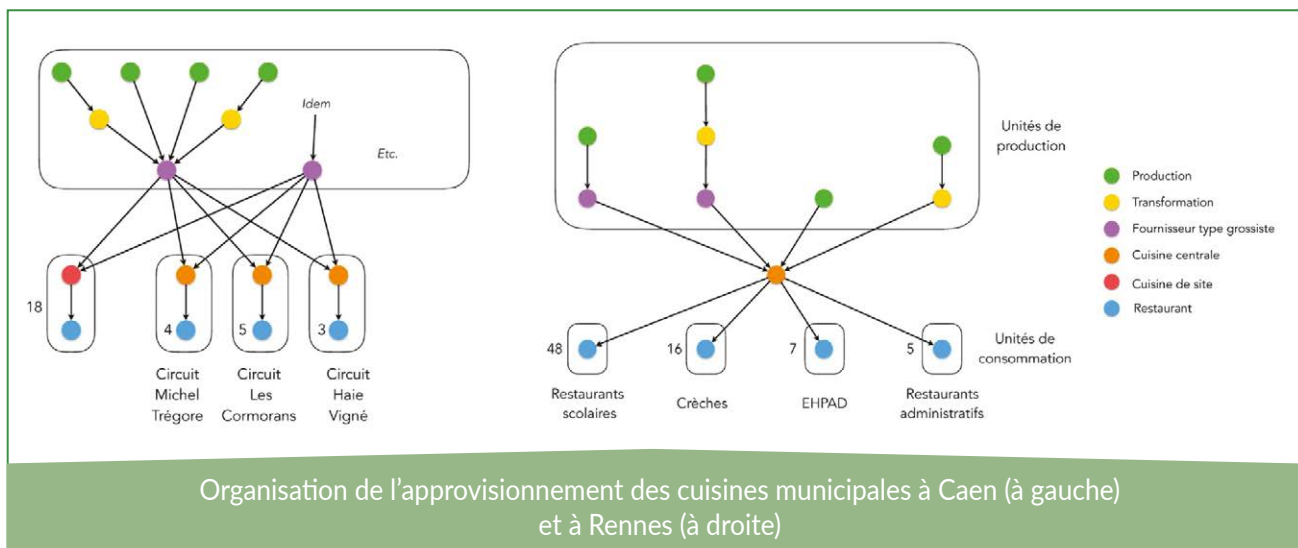 Idem
Etc.
18
4
5
3
Circuit
Michel
Trégore
Circuit
Les
Cormorans
Circuit
Haie
Vigné
Unités de
production
48
16
7
5
Unités de
consommation
Restaurants
scolaires
Crèches
EHPAD
Restaurants
administratifs
Production
Transformation
Fournisseur type grossiste
Cuisine centrale
Cuisine de site
Restaurant
Organisation de l’approvisionnement des cuisines municipales à Caen (à gauche)
et à Rennes (à droite)